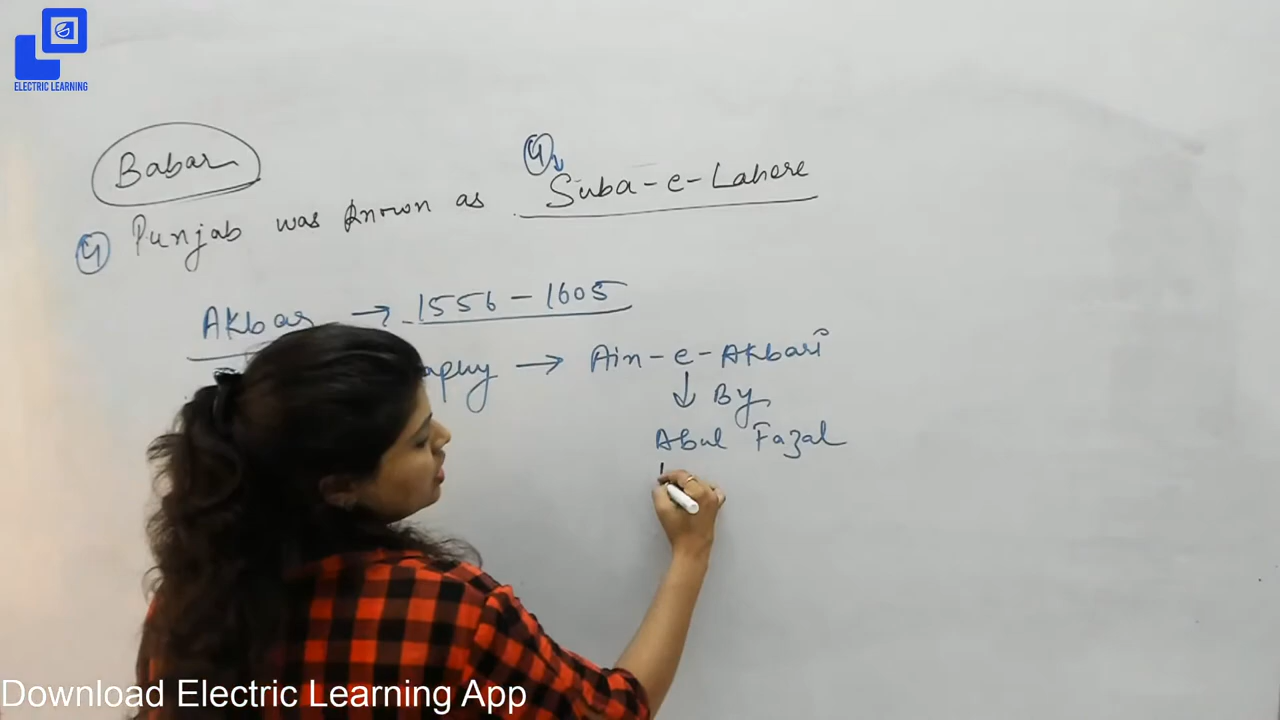 ELECTRIC LEARNING
Babar
Punjab was known as Suba-e-Lahore
Akbar → 1556 - 1605
→ Ain-e-Akbari
↓ By
Abul Fazal
Download Electric Learning App